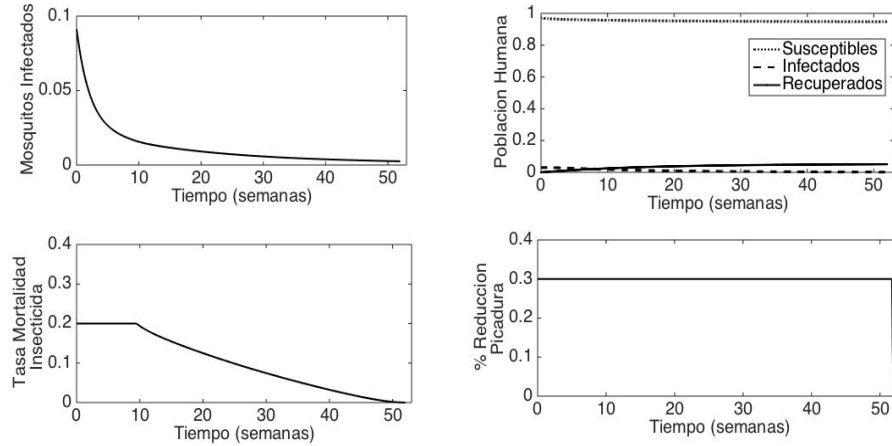 Mosquitos Infectados
0.1
0.05
0
0 10 20 30 40 50
Tiempo (semanas)
Poblacion Humana
1
0.8
0.6
0.4
0.2
0
Susceptibles
Infectados
Recuperados
0 10 20 30 40 50
Tiempo (semanas)
Tasa Mortalidad
Insecticida
0.4
0.3
0.2
0.1
0
0 10 20 30 40 50
Tiempo (semanas)
% Reduccion
Picadura
0.4
0.3
0.2
0.1
0
0 10 20 30 40 50
Tiempo (semanas)